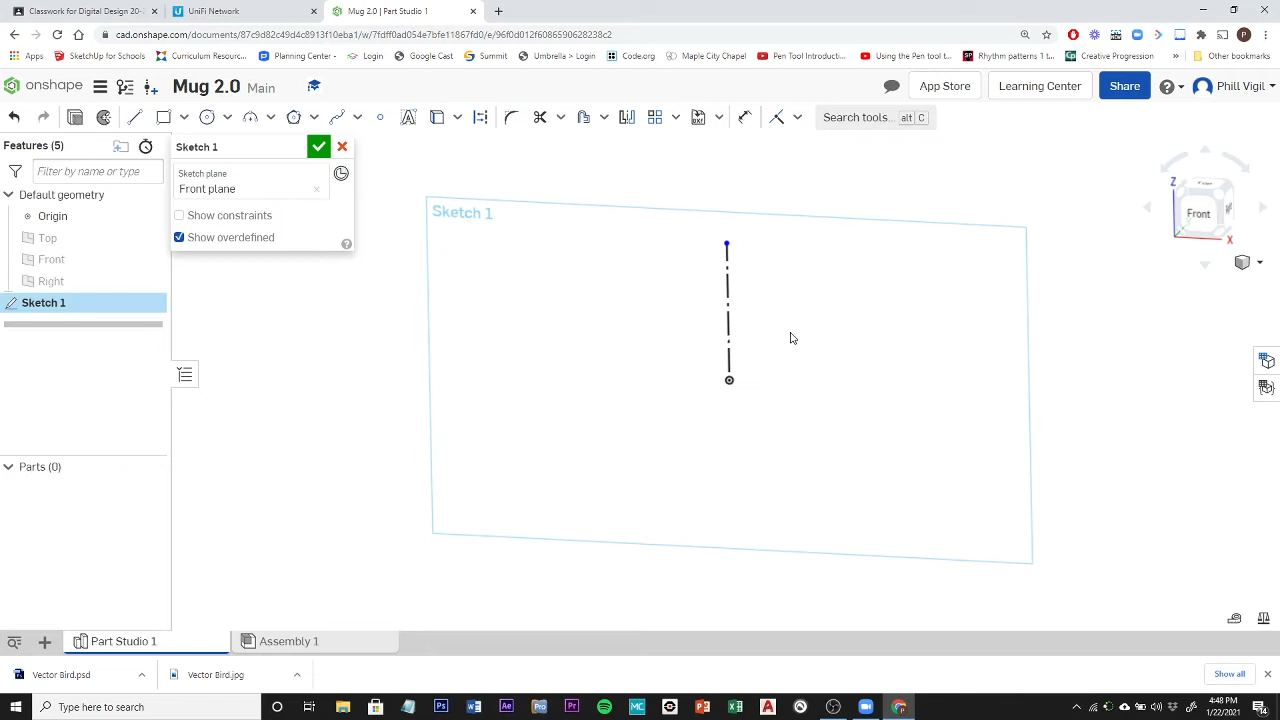 Classwork for Digital Design 20-
UniFi Network
Mug 2.0 | Part Studio 1
cad.onshape.com/documents/87c9d82c49d4c8913f10eba1/w/7fdff0ad054e7bfe11867fd0/e/96f0d012f6086590628238c2
Apps
SketchUp for Schools
Curriculum Resourc...
Planning Center
Google Cast
Summit
Umbrella > Login
Code.org
Maple City Chapel
Pen Tool Introducti...
Using the Pen tool t...
Rhythm patterns 1 t...
Creative Progression
»
Other bookmarks
onshape
Mug 2.0 Main
App Store
Learning Center
Share
Phill Vigil
Search tools... alt C
Features (5)
Filter by name or type
Default geometry
Origin
Top
Front
Right
Sketch 1
Parts (0)
Sketch 1
Sketch plane
Front plane
Show constraints
Show overdefined
Sketch 1
Z
Front
X
Part Studio 1
Assembly 1
Vector Bird.psd
Vector Bird.jpg
Show all
Type here to search
4:48 PM
1/22/2021